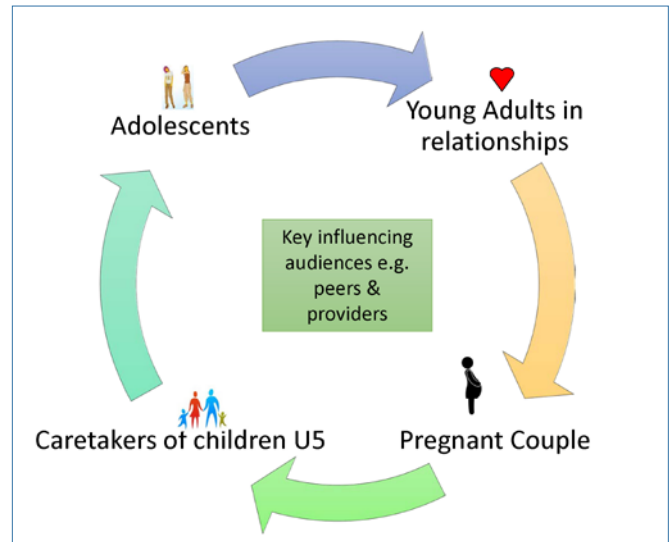 Adolescents
Young Adults in
relationships
Key influencing
audiences e.g.
peers &
providers
Caretakers of children U5
Pregnant Couple